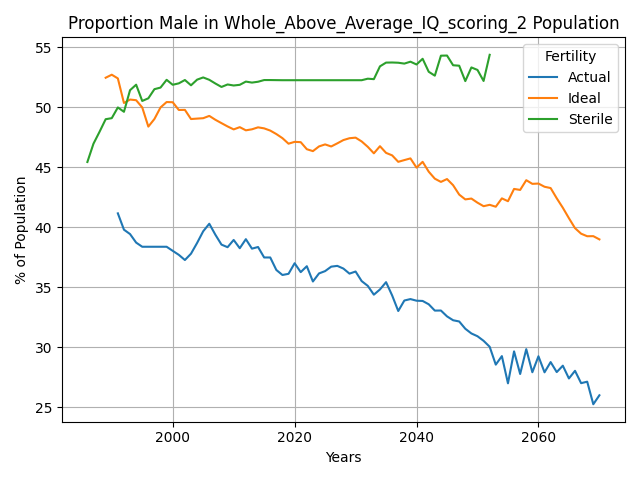 Proportion Male in Whole_Above_Average_IQ_scoring_2 Population
% of Population
55
50
45
40
35
30
25
Fertility
Actual
Ideal
Sterile
2000 2020 2040 2060
Years